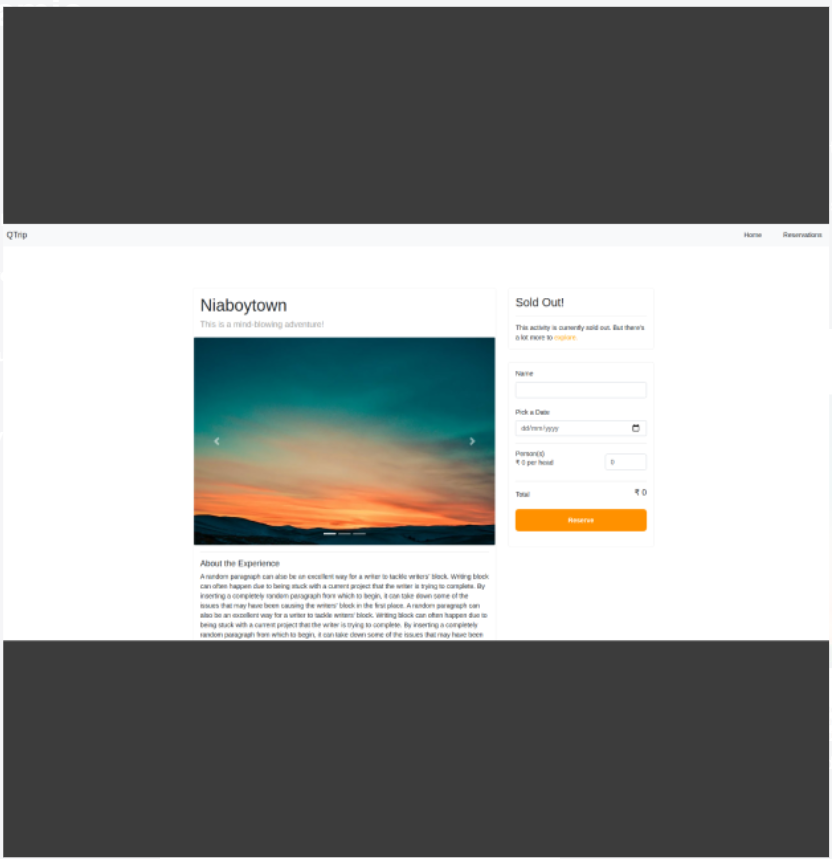 QTrip
Home Reservations
Niaboytown
This is a mind-blowing adventure!
About the Experience
A random paragraph can also be an excellent way for a writer to tackle writers' block. Writing block
can often happen due to being stuck with a current project that the writer is trying to complete. By
inserting a completely random paragraph from which to begin, it can take down some of the
issues that may have been causing the writers' block in the first place. A random paragraph can
also be an excellent way for a writer to tackle writers' block. Writing block can often happen due to
being stuck with a current project that the writer is trying to complete. By inserting a completely
random paragraph from which to begin, it can take down some of the issues that may have been
Sold Out!
This activity is currently sold out. But there's
a lot more to explore.
Name
Pick a Date
dd/mm/yyyy
Person(s)
₹ 0 per head
0
Total
₹ 0
Reserve